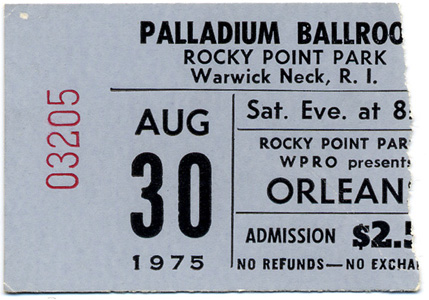 PALLADIUM BALLROO
ROCKY POINT PARK
Warwick Neck, R. I.
03205
AUG
30
1975
Sat. Eve. at 8:
ROCKY POINT PAR
WPRO present
ORLEAN
ADMISSION $2.5
NO REFUNDS—NO EXCHA